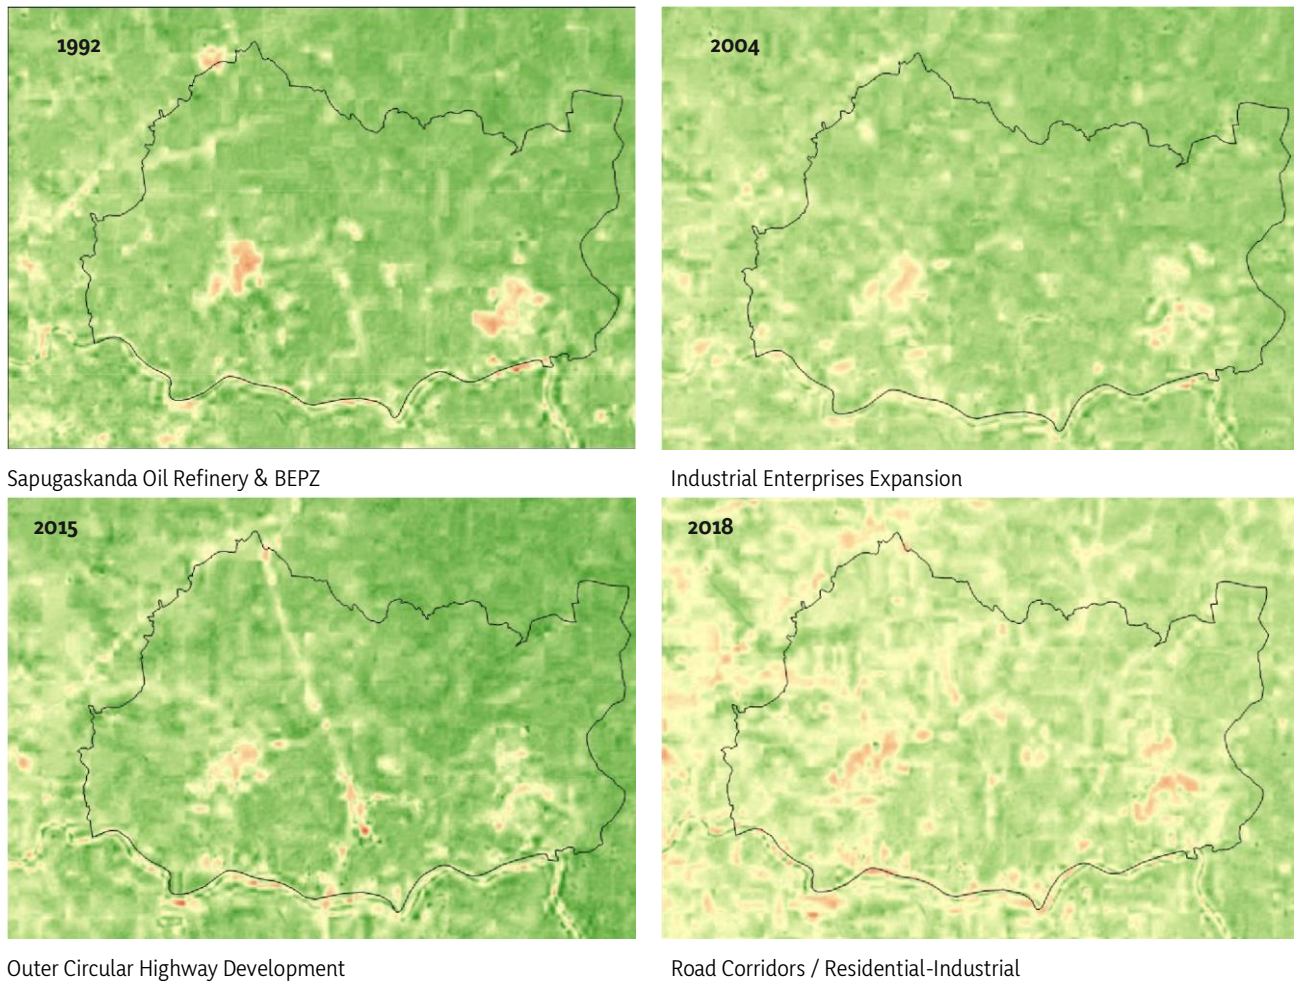 1992
2004
Sapugaskanda Oil Refinery & BEPZ
Industrial Enterprises Expansion
2015
2018
Outer Circular Highway Development
Road Corridors / Residential-Industrial